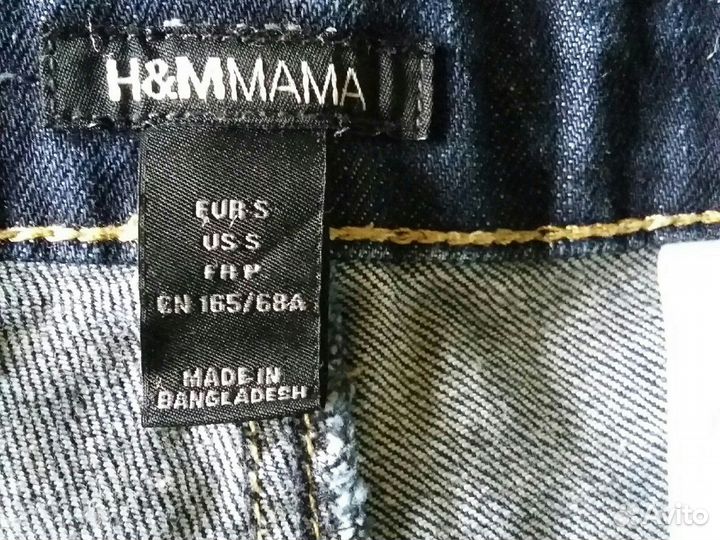 H&MMAMA
EUR·S
US S
FR P
CN 165/68A
MADE IN
BANGLADESH
Avito